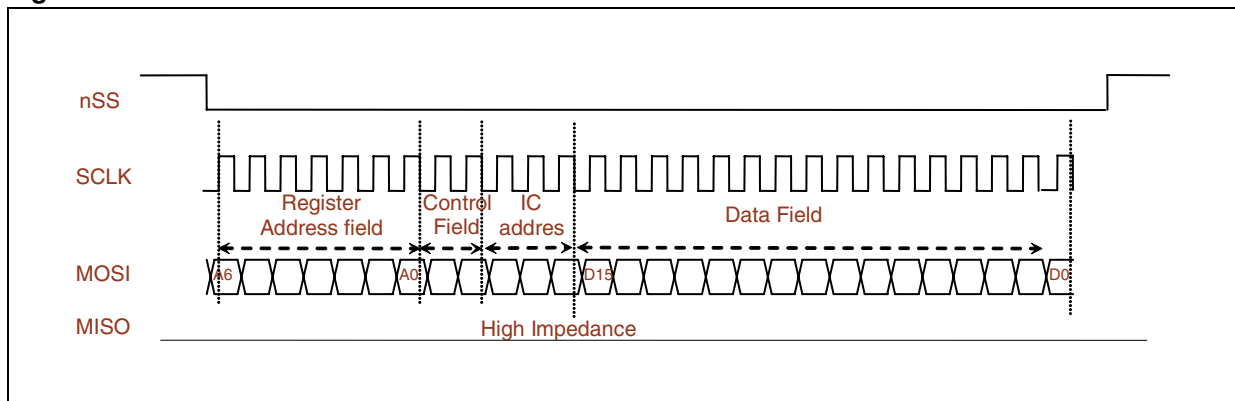 nSS
SCLK
Register
Address field
Control
Field
IC
addres
Data Field
MOSI
A6
A0
D15
D0
MISO
High Impedance